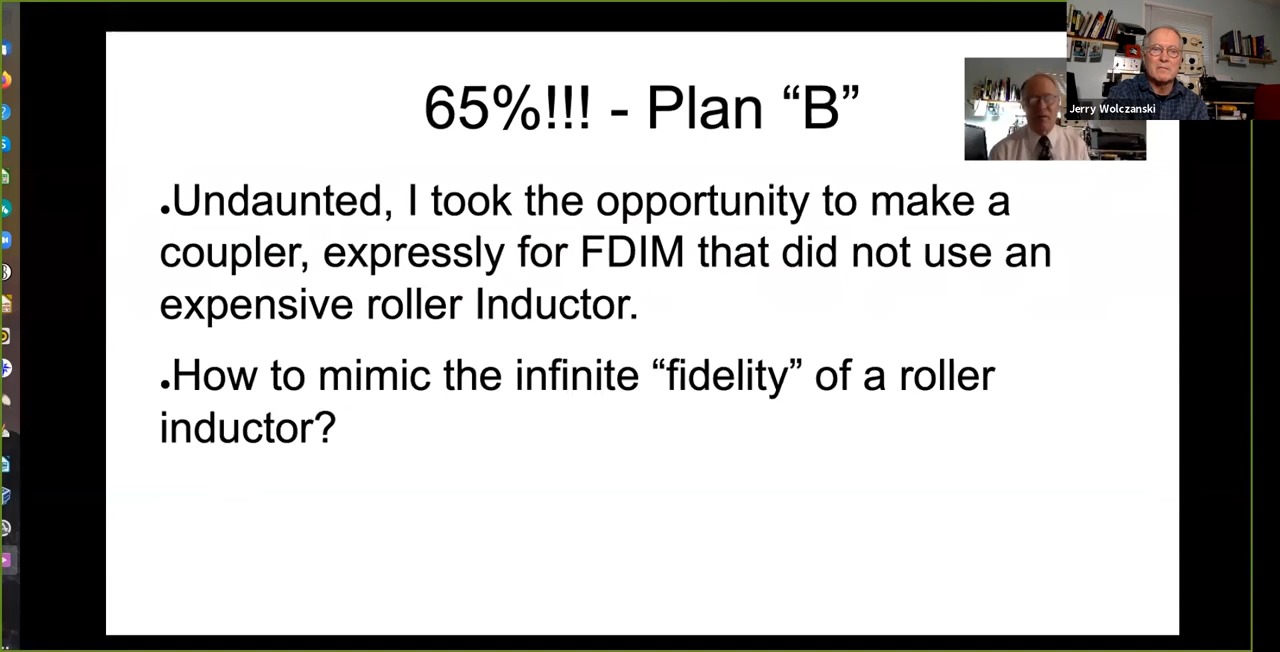 65%!!! - Plan “B”
Jerry Wolczanski
●Undaunted, I took the opportunity to make a
coupler, expressly for FDIM that did not use an
expensive roller Inductor.
●How to mimic the infinite “fidelity” of a roller
inductor?